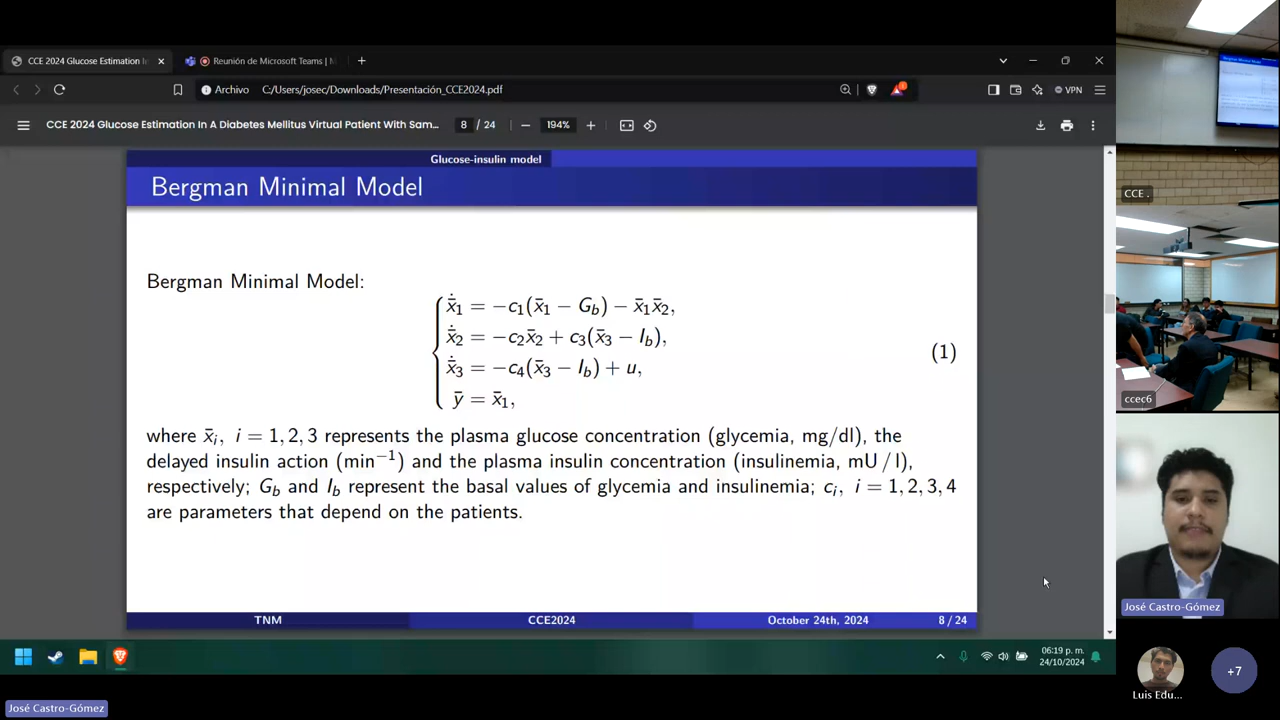 CCE 2024 Glucose Estimation In
Reunión de Microsoft Teams |
Archivo C:/Users/josec/Downloads/Presentación_CCE2024.pdf
VPN
CCE 2024 Glucose Estimation In A Diabetes Mellitus Virtual Patient With Sam...
8 / 24
194%
Glucose-insulin model
Bergman Minimal Model
Bergman Minimal Model:
ẋ̄₁ = −c₁(x̄₁ − G_b) − x̄₁x̄₂,
ẋ̄₂ = −c₂x̄₂ + c₃(x̄₃ − I_b),
ẋ̄₃ = −c₄(x̄₃ − I_b) + u,
ȳ = x̄₁,
(1)
where x̄ᵢ, i = 1, 2, 3 represents the plasma glucose concentration (glycemia, mg/dl), the
delayed insulin action (min⁻¹) and the plasma insulin concentration (insulinemia, mU / l),
respectively; G_b and I_b represent the basal values of glycemia and insulinemia; cᵢ, i = 1, 2, 3, 4
are parameters that depend on the patients.
TNM CCE2024 October 24th, 2024 8 / 24
06:19 p. m.
24/10/2024
José Castro-Gómez
CCE .
ccec6
José Castro-Gómez
Luis Edu...
+7